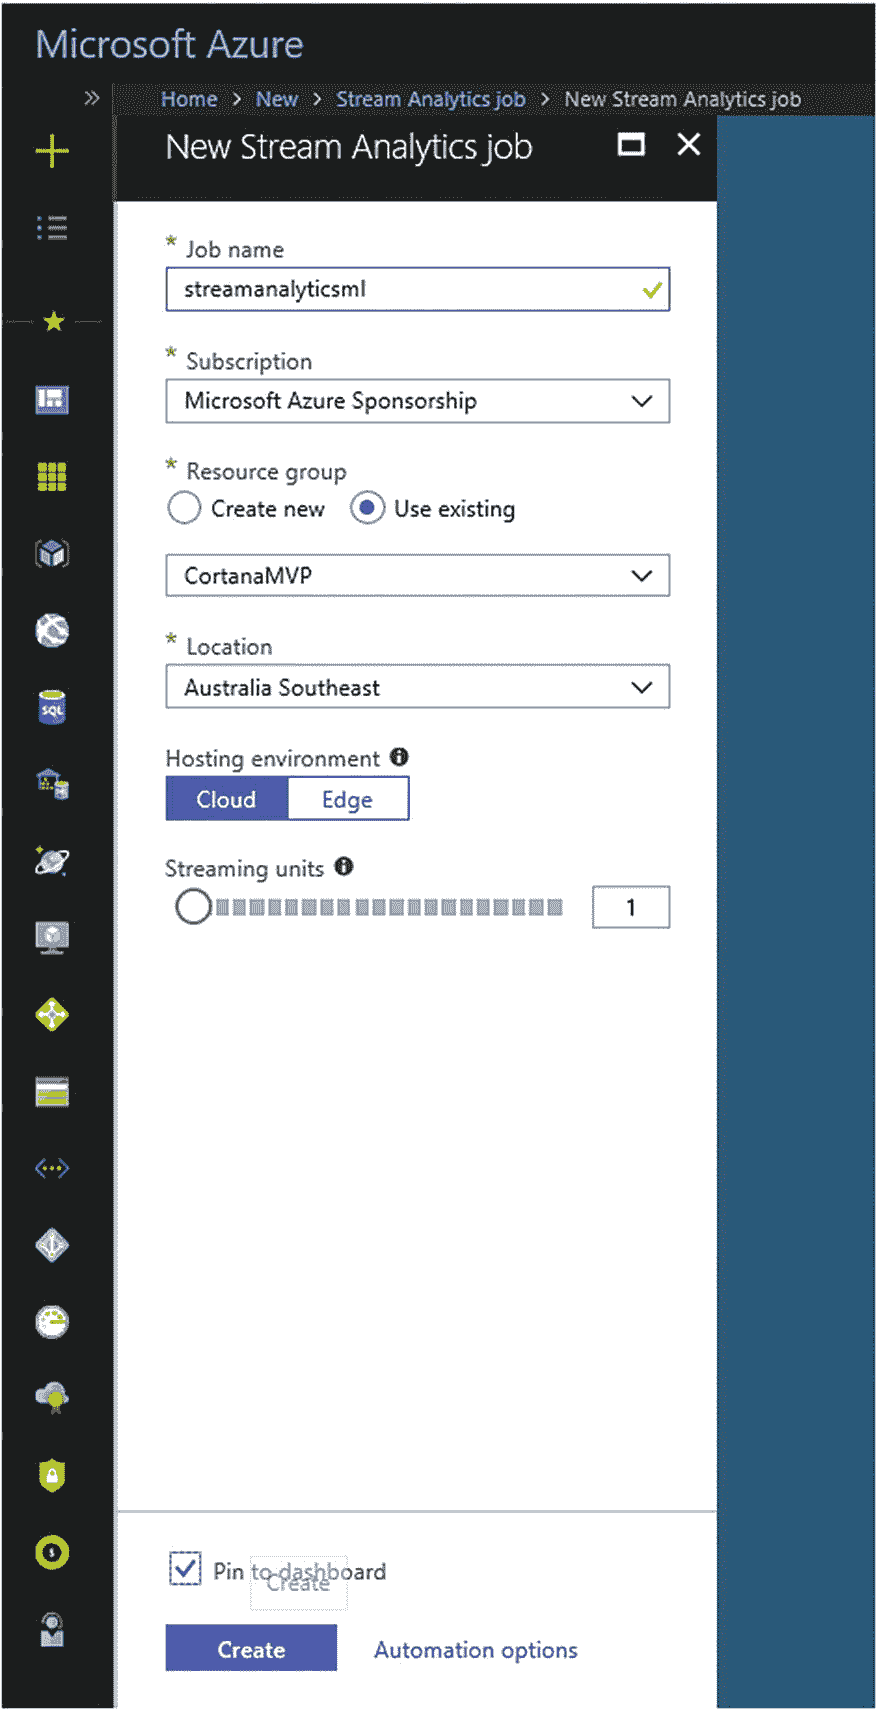 Microsoft Azure
» Home > New > Stream Analytics job > New Stream Analytics job
New Stream Analytics job
* Job name
streamanalyticsml
* Subscription
Microsoft Azure Sponsorship
* Resource group
Create new Use existing
CortanaMVP
* Location
Australia Southeast
Hosting environment
Cloud Edge
Streaming units
1
SQL
Pin to dashboard
Create
Create Automation options